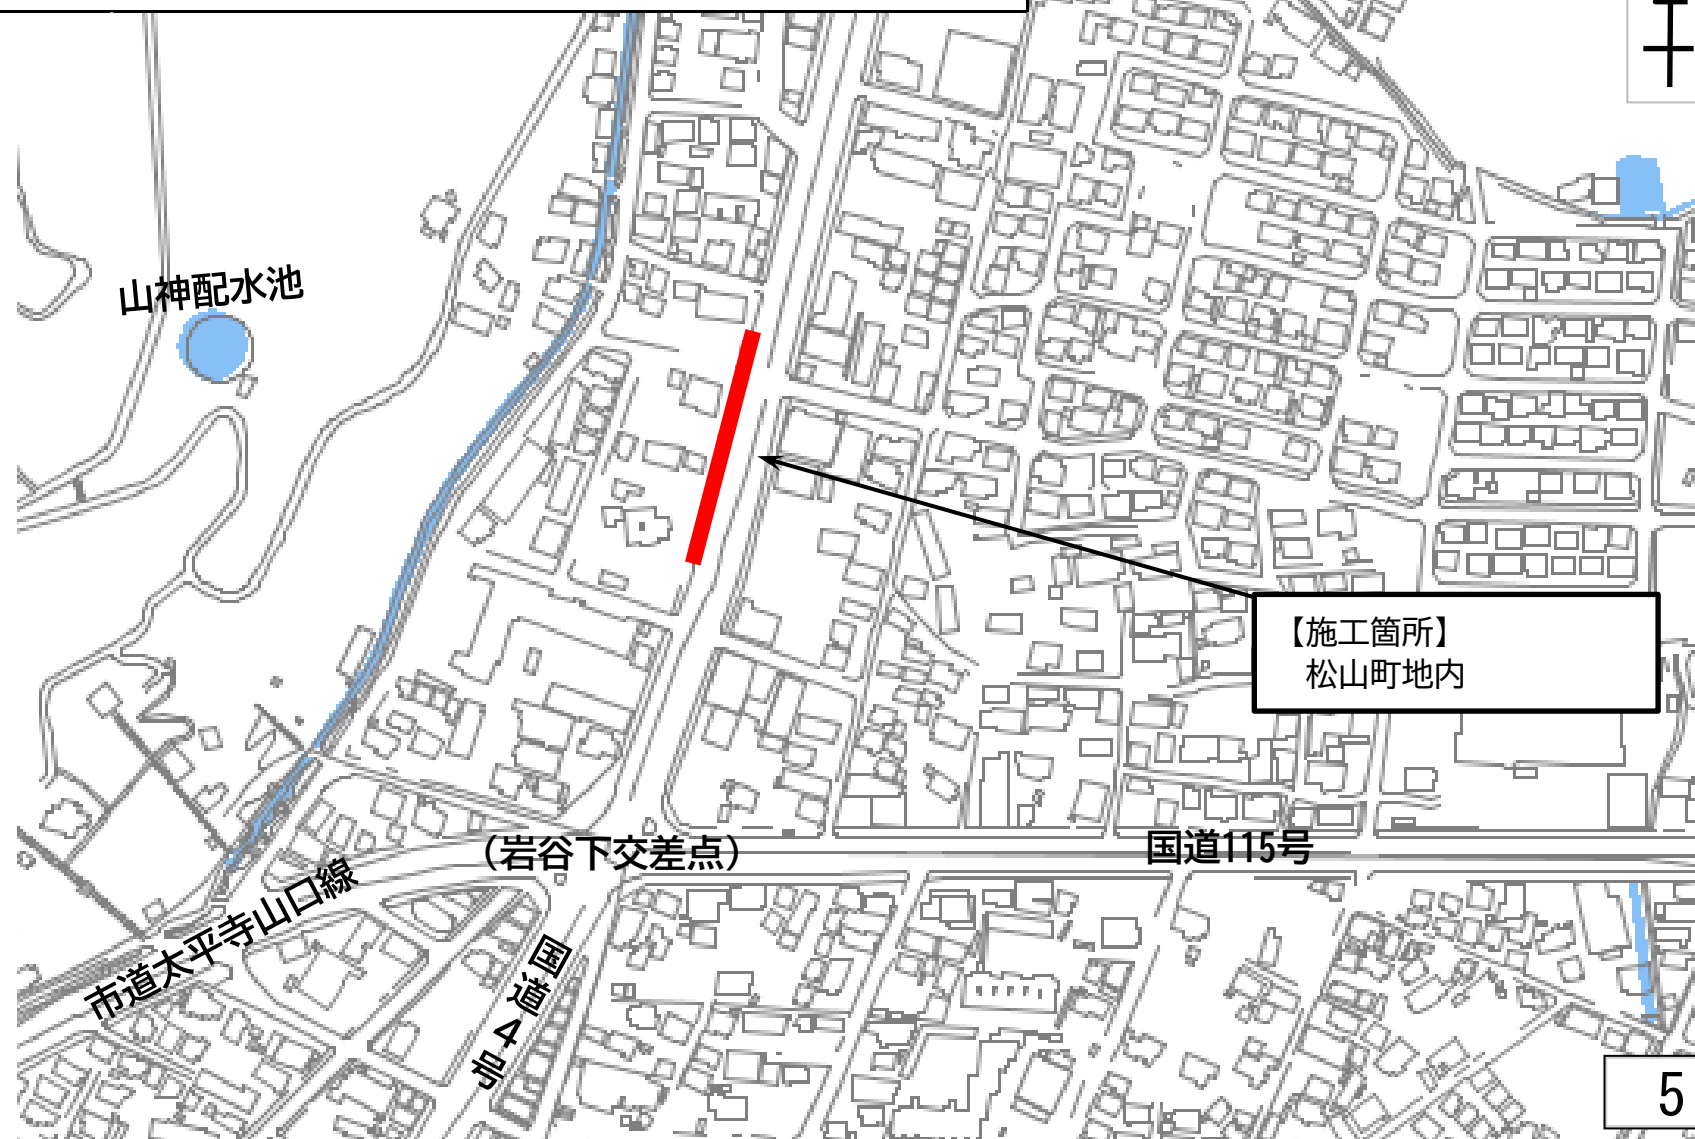 山神配水池
【施工箇所】
松山町地内
(岩谷下交差点)
国道115号
市道太平寺山口線
国道4号
5